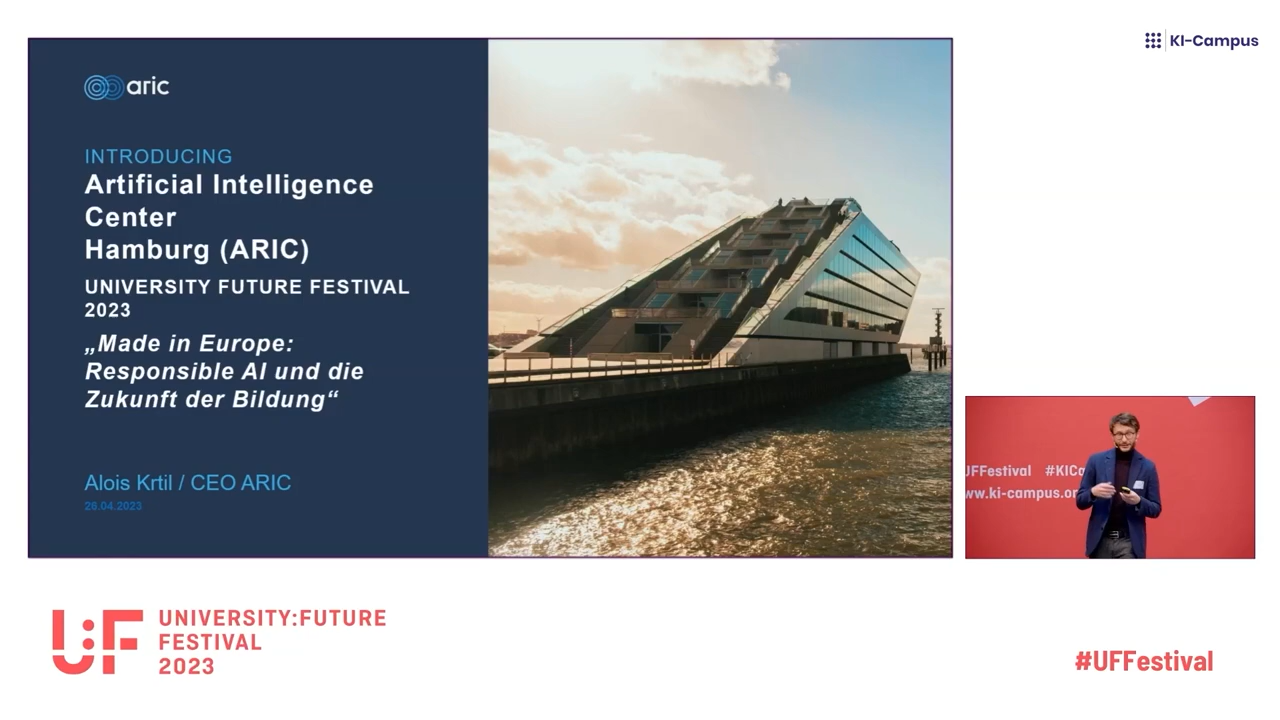 KI-Campus
aric
INTRODUCING
Artificial Intelligence
Center
Hamburg (ARIC)
UNIVERSITY FUTURE FESTIVAL
2023
„Made in Europe:
Responsible AI und die
Zukunft der Bildung“
Alois Krtil / CEO ARIC
26.04.2023
UFFestival #KICa
ww.ki-campus.or
U:F
UNIVERSITY:FUTURE
FESTIVAL
2023
#UFFestival